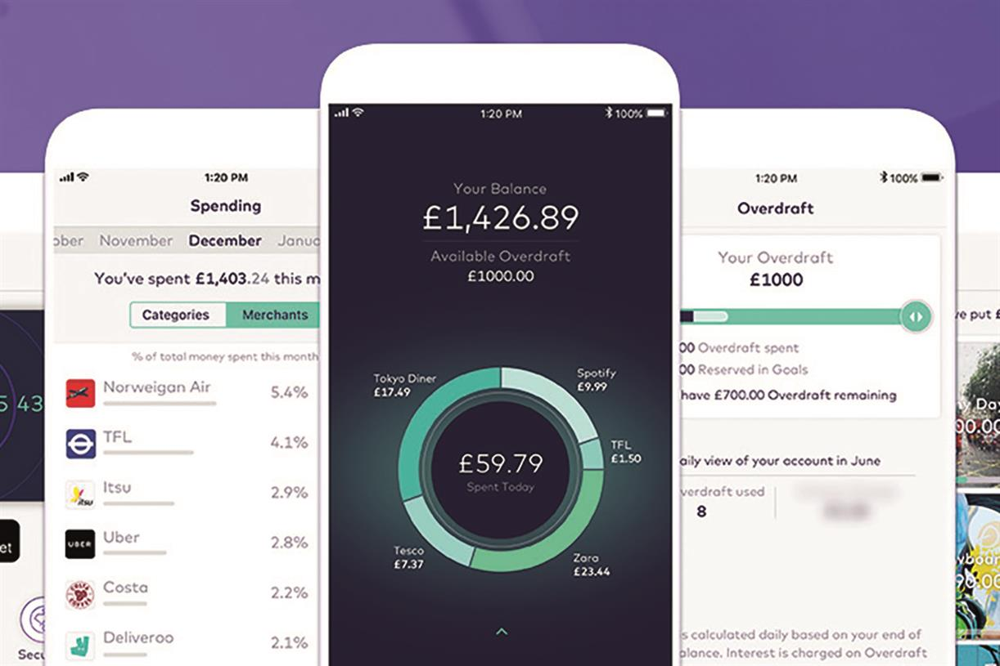 1:20 PM
Spending
ober November December Janua
You've spent £1,403.24 this m
Categories Merchants
% of total money spent this month
Norweigan Air 5.4%
TFL 4.1%
itsu
Itsu 2.9%
UBER
Uber 2.8%
COSTA
COFFEE
Costa 2.2%
Deliveroo 2.1%
5 43
et
Secu
1:20 PM 100%
Your Balance
£1,426.89
Available Overdraft
£1000.00
Tokyo Diner
£17.49
Spotify
£9.99
TFL
£1.50
£59.79
Spent Today
Tesco
£7.37
Zara
£23.44
1:20 PM 100%
Overdraft
Your Overdraft
£1000
00 Overdraft spent
00 Reserved in Goals
have £700.00 Overdraft remaining
aily view of your account in June
verdraft used
8
s calculated daily based on your end of
alance. Interest is charged on Overdraft
ve put £
ny Day
00.00
yboar
90.00